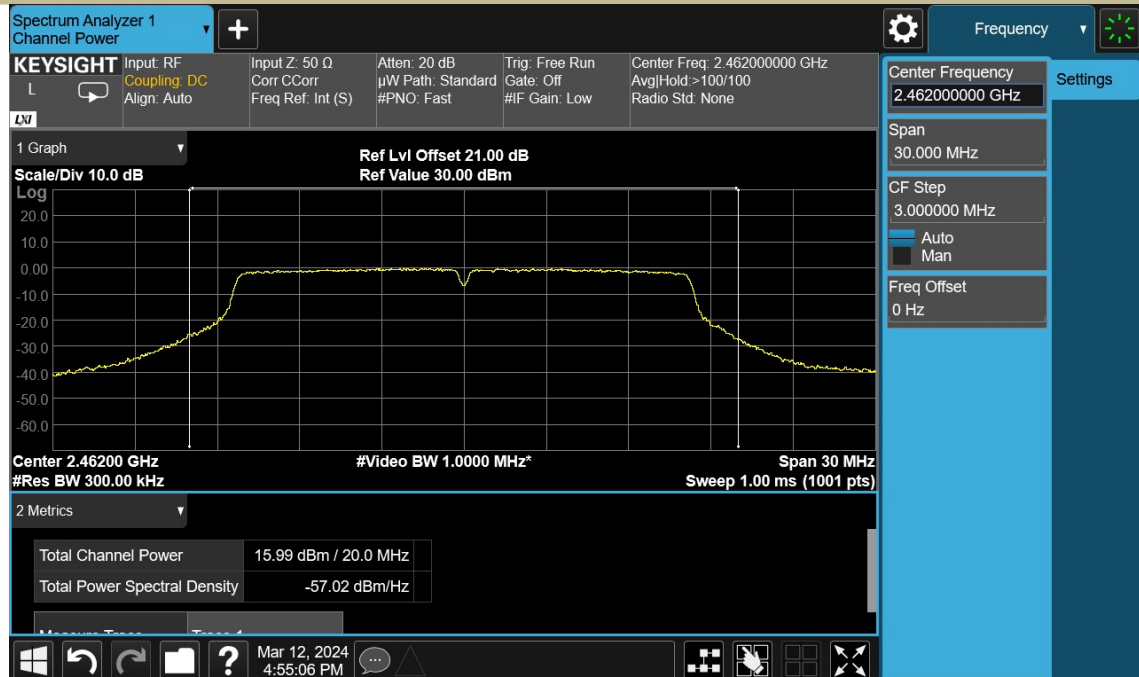 Spectrum Analyzer 1
Channel Power
+
Frequency
KEYSIGHT
L
LXI
Input: RF
Coupling: DC
Align: Auto
Input Z: 50 Ω
Corr CCorr
Freq Ref: Int (S)
Atten: 20 dB
µW Path: Standard
#PNO: Fast
Trig: Free Run
Gate: Off
#IF Gain: Low
Center Freq: 2.462000000 GHz
Avg|Hold:>100/100
Radio Std: None
Center Frequency
2.462000000 GHz
Settings
Span
30.000 MHz
CF Step
3.000000 MHz
Auto
Man
Freq Offset
0 Hz
1 Graph
Scale/Div 10.0 dB
Ref Lvl Offset 21.00 dB
Ref Value 30.00 dBm
Log
20.0
10.0
0.00
-10.0
-20.0
-30.0
-40.0
-50.0
-60.0
Center 2.46200 GHz
#Video BW 1.0000 MHz*
Span 30 MHz
#Res BW 300.00 kHz
Sweep 1.00 ms (1001 pts)
2 Metrics
Total Channel Power 15.99 dBm / 20.0 MHz
Total Power Spectral Density -57.02 dBm/Hz
Measure Trace Trace 1
?
Mar 12, 2024
4:55:06 PM